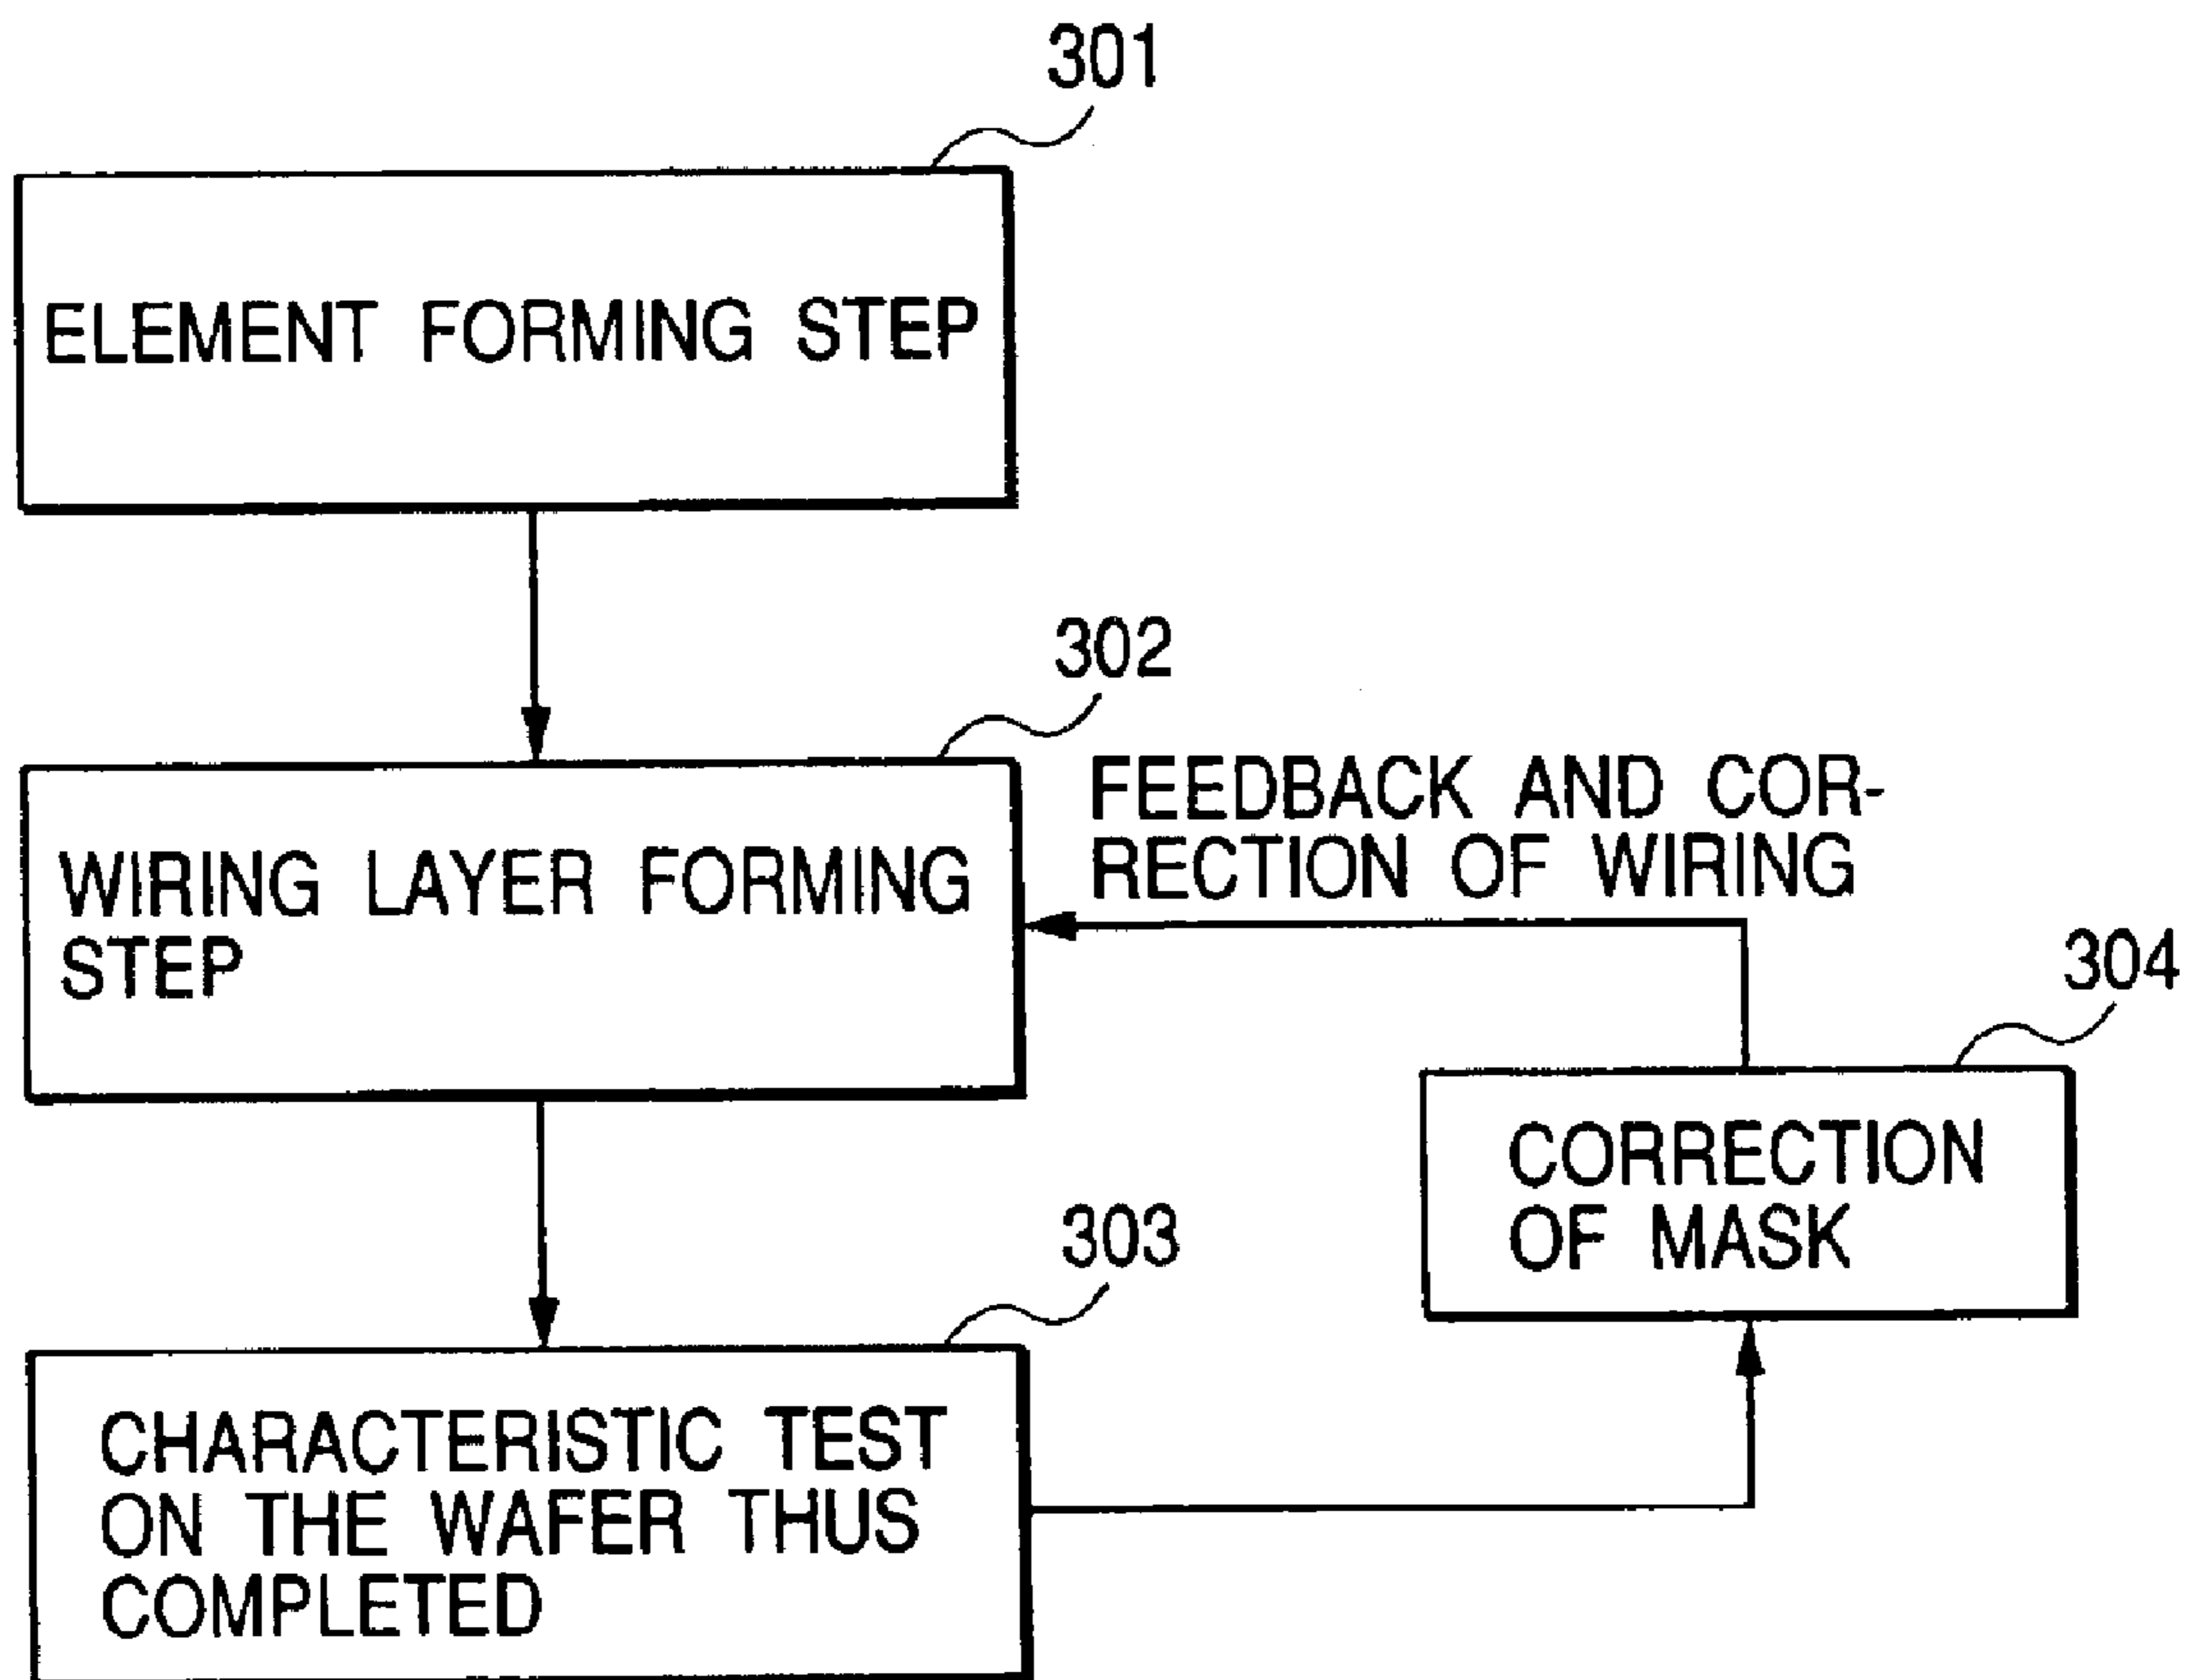 301
ELEMENT FORMING STEP
302
WIRING LAYER FORMING
STEP
FEEDBACK AND COR-
RECTION OF WIRING
304
CORRECTION
OF MASK
303
CHARACTERISTIC TEST
ON THE WAFER THUS
COMPLETED